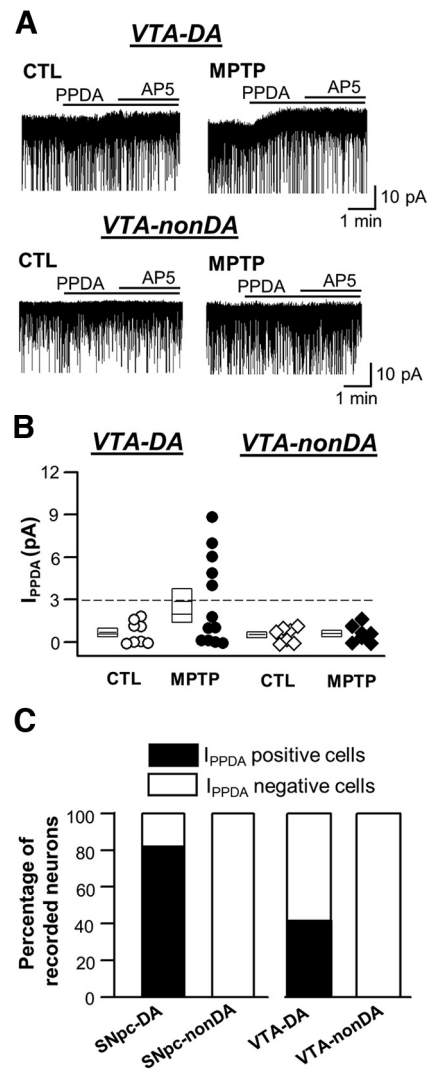 A
VTA-DA
CTL
MPTP
PPDA AP5
PPDA AP5
10 pA
1 min
VTA-nonDA
CTL
MPTP
PPDA AP5
PPDA AP5
10 pA
1 min
B
VTA-DA VTA-nonDA
I_PPDA (pA)
12
9
6
3
0
CTL MPTP CTL MPTP
C
I_PPDA positive cells
I_PPDA negative cells
Percentage of
recorded neurons
100
80
60
40
20
0
SNpc-DA
SNpc-nonDA
VTA-DA
VTA-nonDA